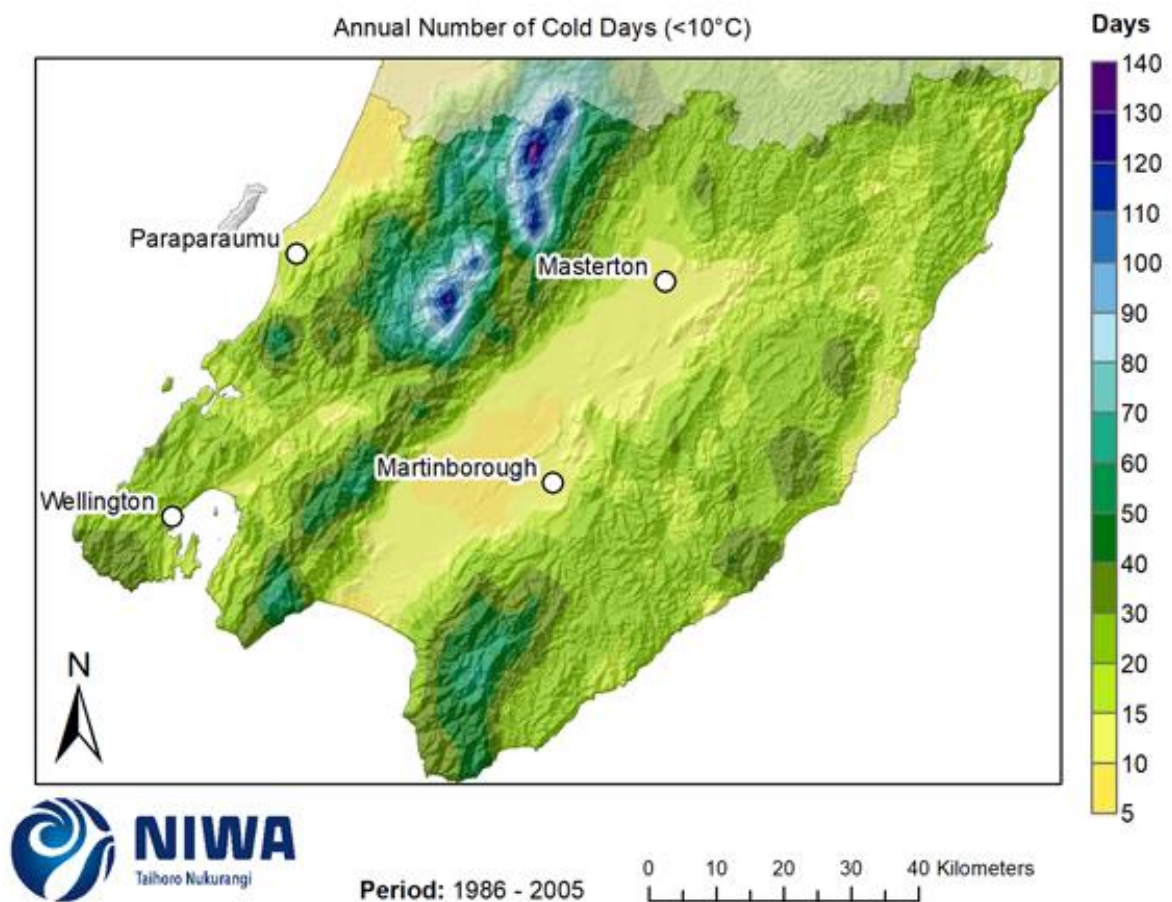 Annual Number of Cold Days (<10°C)
Days
140
130
120
110
100
90
80
70
60
50
40
30
20
15
10
5
Paraparaumu
Masterton
Martinborough
Wellington
N
NIWA
Taihoro Nukurangi
Period: 1986 - 2005
0 10 20 30 40 Kilometers